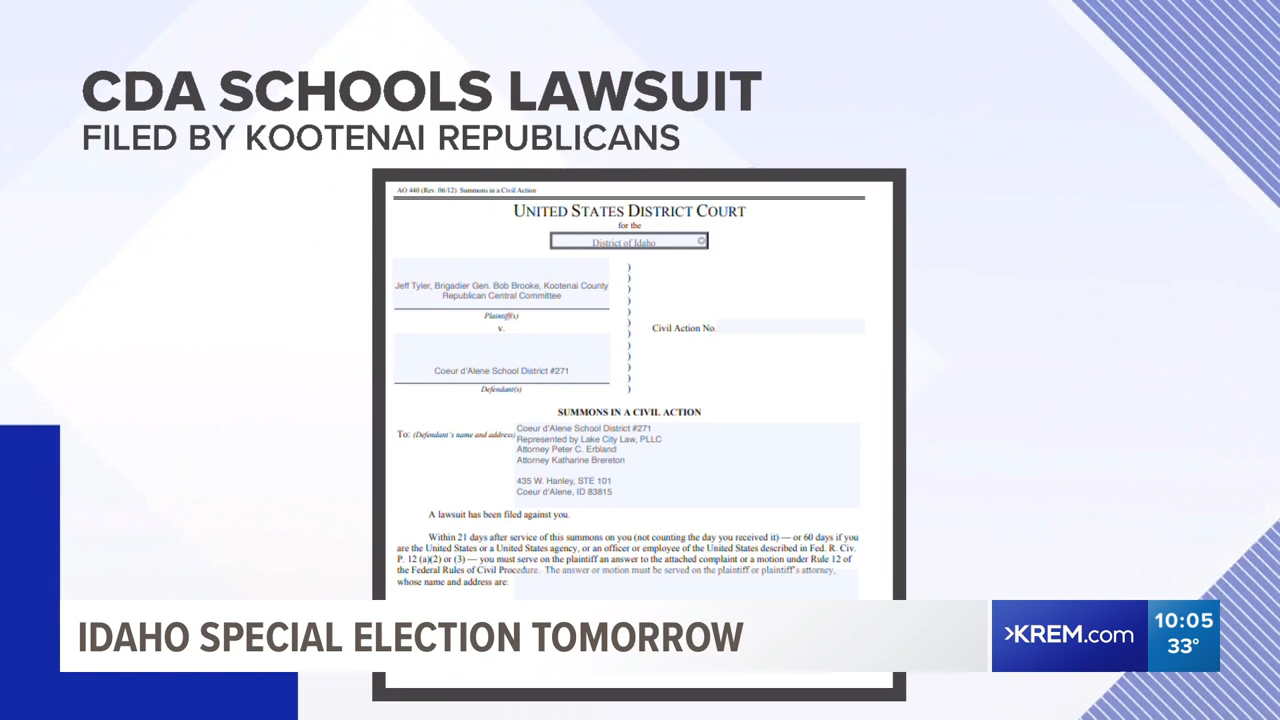 CDA SCHOOLS LAWSUIT
FILED BY KOOTENAI REPUBLICANS
AO 440 (Rev. 06/12) Summons in a Civil Action
UNITED STATES DISTRICT COURT
for the
District of Idaho
Jeff Tyler, Brigadier Gen. Bob Brooke, Kootenai County
Republican Central Committee
Plaintiff(s)
v.
Civil Action No.
Coeur d'Alene School District #271
Defendant(s)
SUMMONS IN A CIVIL ACTION
To: (Defendant's name and address)
Coeur d'Alene School District #271
Represented by Lake City Law, PLLC
Attorney Peter C. Erbland
Attorney Katharine Brereton
435 W. Hanley, STE 101
Coeur d'Alene, ID 83815
A lawsuit has been filed against you.
Within 21 days after service of this summons on you (not counting the day you received it) — or 60 days if you
are the United States or a United States agency, or an officer or employee of the United States described in Fed. R. Civ.
P. 12 (a)(2) or (3) — you must serve on the plaintiff an answer to the attached complaint or a motion under Rule 12 of
the Federal Rules of Civil Procedure. The answer or motion must be served on the plaintiff or plaintiff's attorney,
whose name and address are:
IDAHO SPECIAL ELECTION TOMORROW
KREM.com
10:05
33°